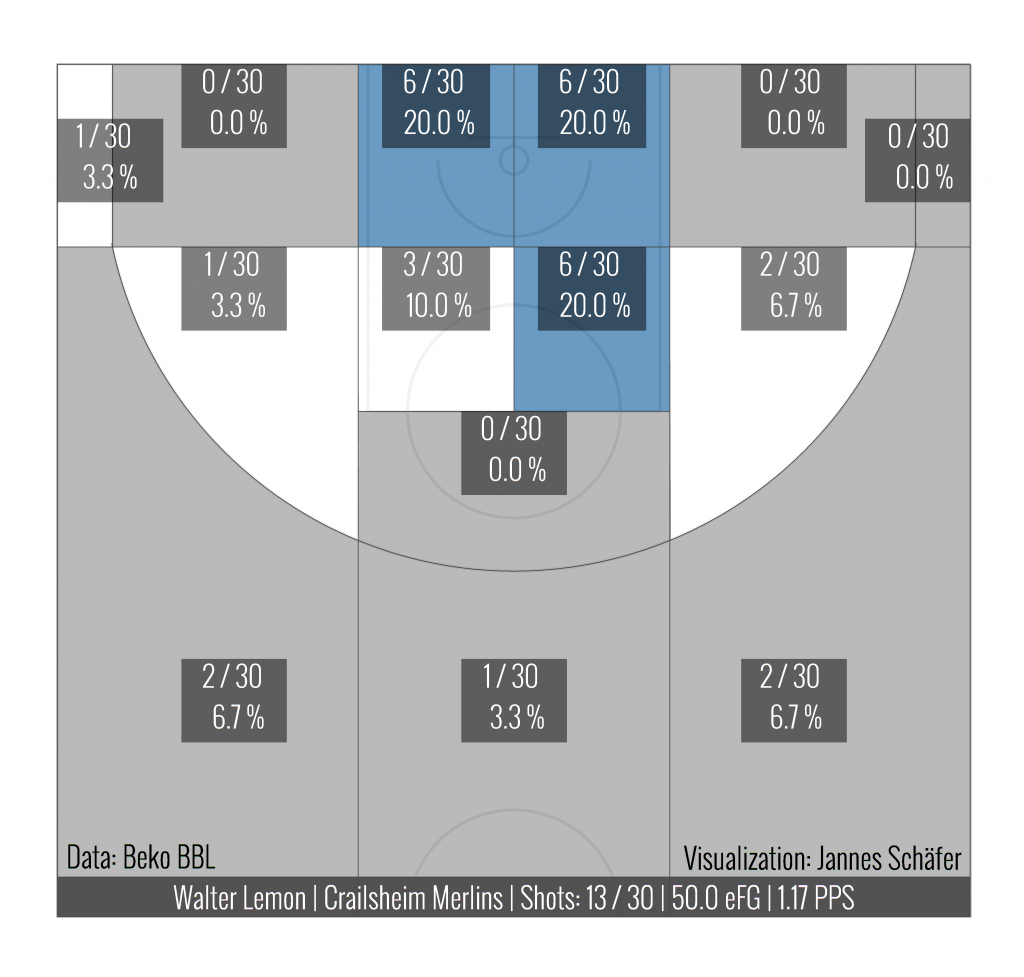 0 / 30
0.0 %
6 / 30
20.0 %
6 / 30
20.0 %
0 / 30
0.0 %
1 / 30
3.3 %
0 / 30
0.0 %
1 / 30
3.3 %
3 / 30
10.0 %
6 / 30
20.0 %
2 / 30
6.7 %
0 / 30
0.0 %
2 / 30
6.7 %
1 / 30
3.3 %
2 / 30
6.7 %
Data: Beko BBL
Visualization: Jannes Schäfer
Walter Lemon | Crailsheim Merlins | Shots: 13 / 30 | 50.0 eFG | 1.17 PPS